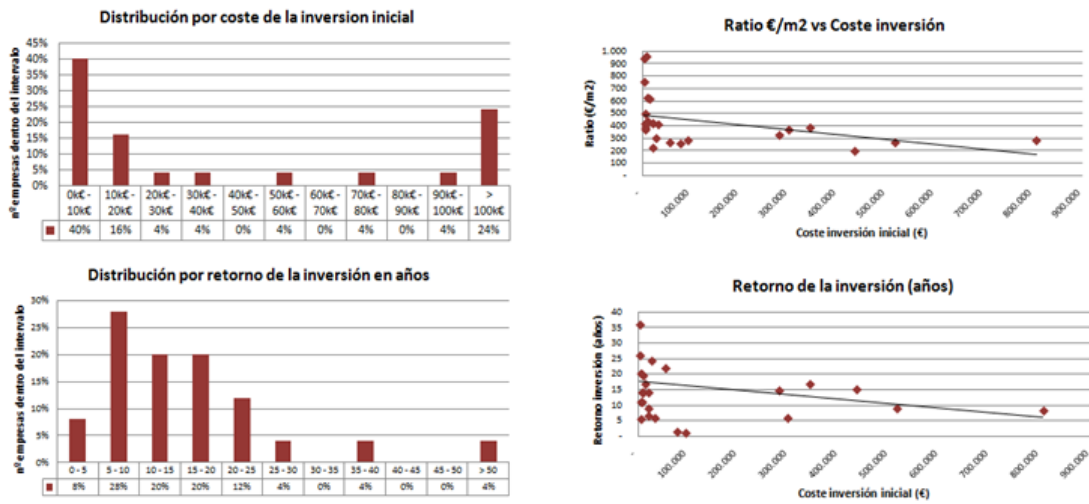 Distribución por coste de la inversion inicial
nº empresas dentro del intervalo
45%
40%
35%
30%
25%
20%
15%
10%
5%
0%
0k€ - 10k€ 10k€ - 20k€ 20k€ - 30k€ 30k€ - 40k€ 40k€ - 50k€ 50k€ - 60k€ 60k€ - 70k€ 70k€ - 80k€ 80k€ - 90k€ 90k€ - 100k€ > 100k€
40% 16% 4% 4% 0% 4% 0% 4% 0% 4% 24%
Ratio €/m2 vs Coste inversión
Ratio (€/m2)
1.000
900
800
700
600
500
400
300
200
100
-
- 100.000 200.000 300.000 400.000 500.000 600.000 700.000 800.000 900.000
Coste inversión inicial (€)
Distribución por retorno de la inversión en años
nº empresas dentro del intervalo
30%
25%
20%
15%
10%
5%
0%
0 - 5 5 - 10 10 - 15 15 - 20 20 - 25 25 - 30 30 - 35 35 - 40 40 - 45 45 - 50 > 50
8% 28% 20% 20% 12% 4% 0% 4% 0% 0% 4%
Retorno de la inversión (años)
Retorno inversión (años)
40
35
30
25
20
15
10
5
-
- 100.000 200.000 300.000 400.000 500.000 600.000 700.000 800.000 900.000
Coste inversión inicial (€)